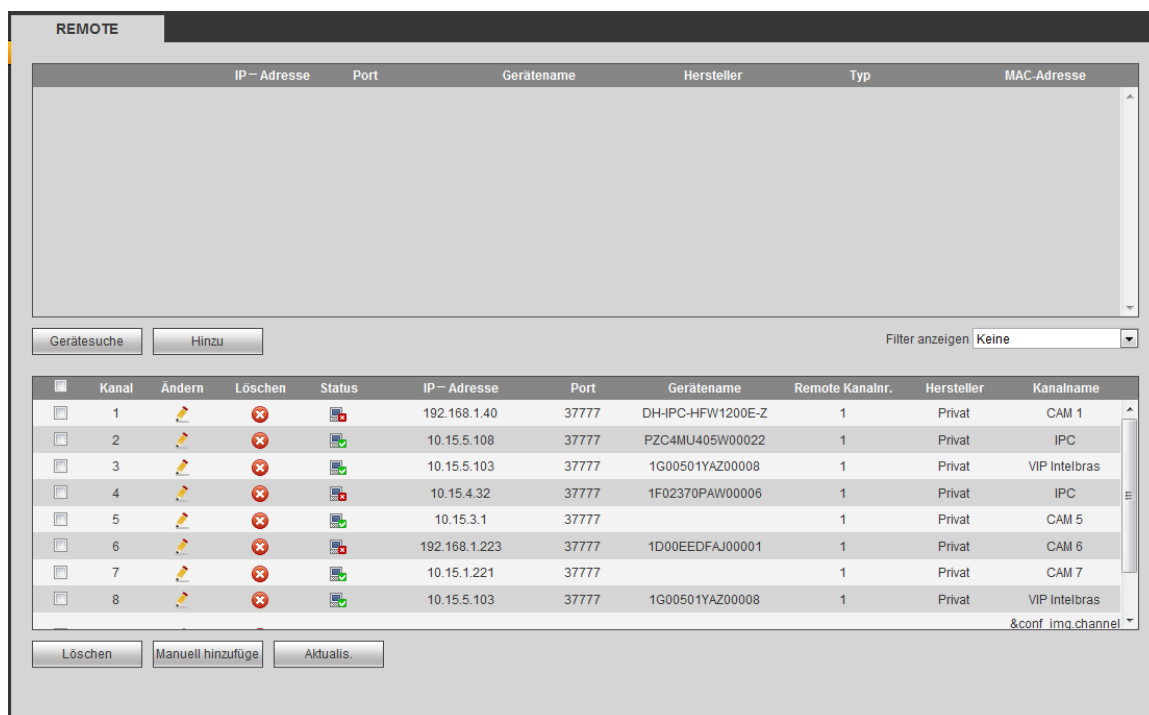 REMOTE
IP-Adresse Port Gerätename Hersteller Typ MAC-Adresse
Gerätesuche Hinzu Filter anzeigen Keine
Kanal Ändern Löschen Status IP-Adresse Port Gerätename Remote Kanalnr. Hersteller Kanalname
1 192.168.1.40 37777 DH-IPC-HFW1200E-Z 1 Privat CAM 1
2 10.15.5.108 37777 PZC4MU405W00022 1 Privat IPC
3 10.15.5.103 37777 1G00501YAZ00008 1 Privat VIP Intelbras
4 10.15.4.32 37777 1F02370PAW00006 1 Privat IPC
5 10.15.3.1 37777 1 Privat CAM 5
6 192.168.1.223 37777 1D00EEDFAJ00001 1 Privat CAM 6
7 10.15.1.221 37777 1 Privat CAM 7
8 10.15.5.103 37777 1G00501YAZ00008 1 Privat VIP Intelbras
&conf_img.channel
Löschen Manuell hinzufüge Aktualis.